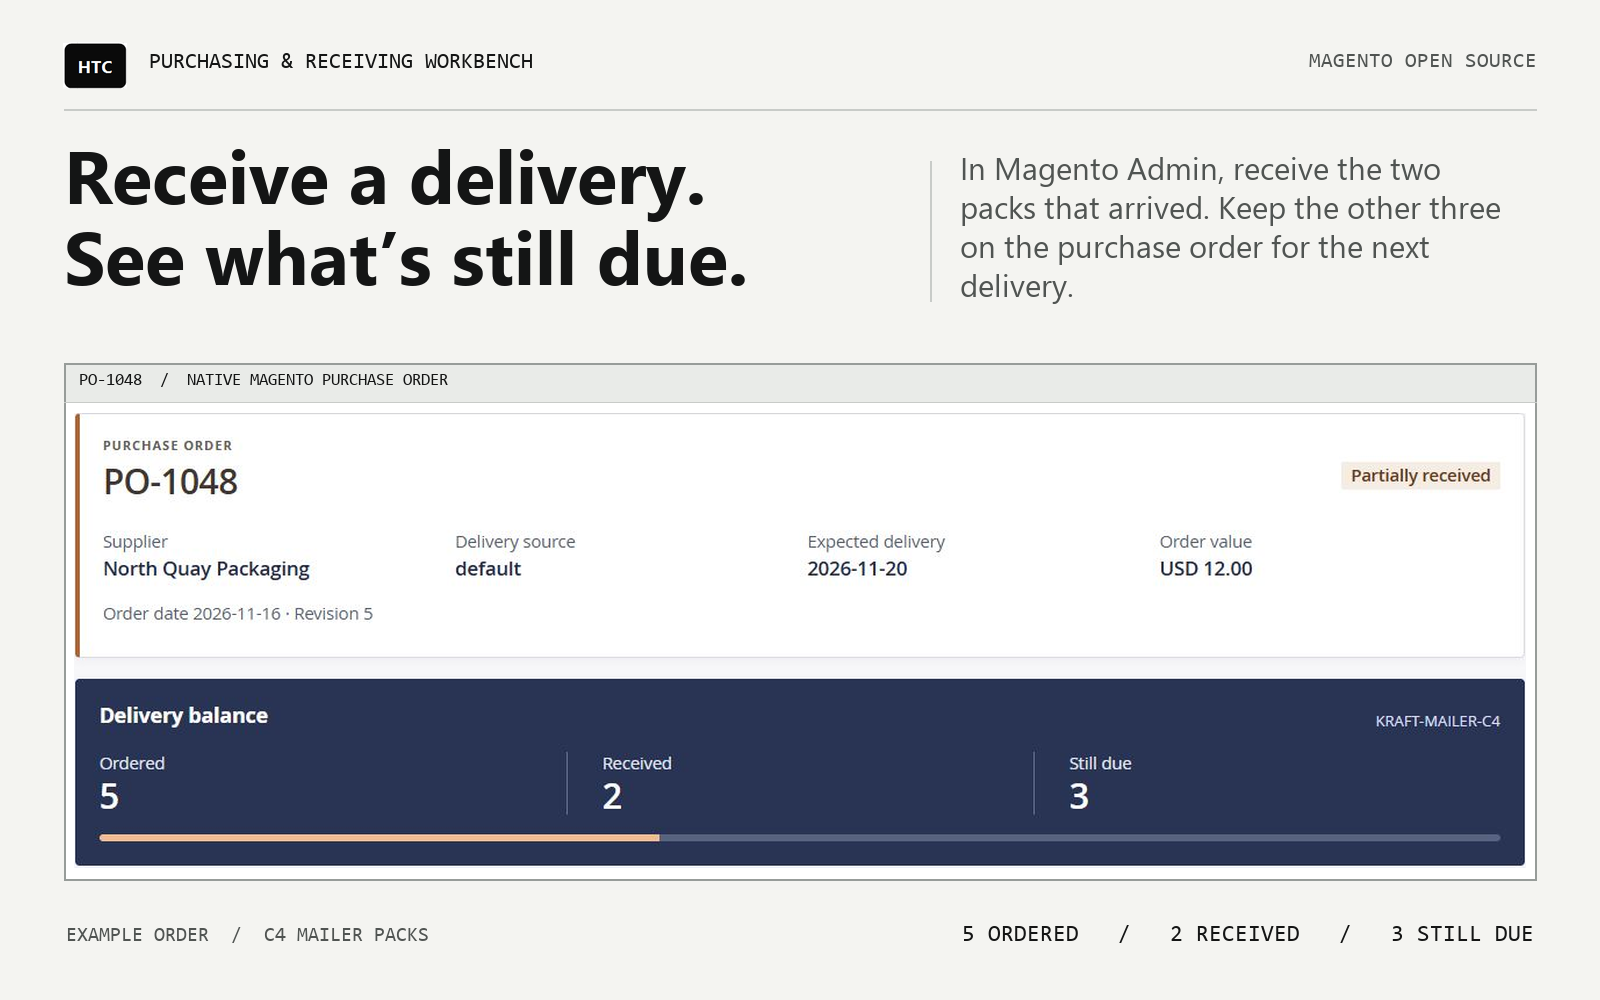 HTC
PURCHASING & RECEIVING WORKBENCH
MAGENTO OPEN SOURCE
Receive a delivery.
See what’s still due.
In Magento Admin, receive the two
packs that arrived. Keep the other three
on the purchase order for the next
delivery.
PO-1048 / NATIVE MAGENTO PURCHASE ORDER
PURCHASE ORDER
PO-1048
Partially received
Supplier
North Quay Packaging
Delivery source
default
Expected delivery
2026-11-20
Order value
USD 12.00
Order date 2026-11-16 · Revision 5
Delivery balance
KRAFT-MAILER-C4
Ordered
5
Received
2
Still due
3
EXAMPLE ORDER / C4 MAILER PACKS
5 ORDERED / 2 RECEIVED / 3 STILL DUE